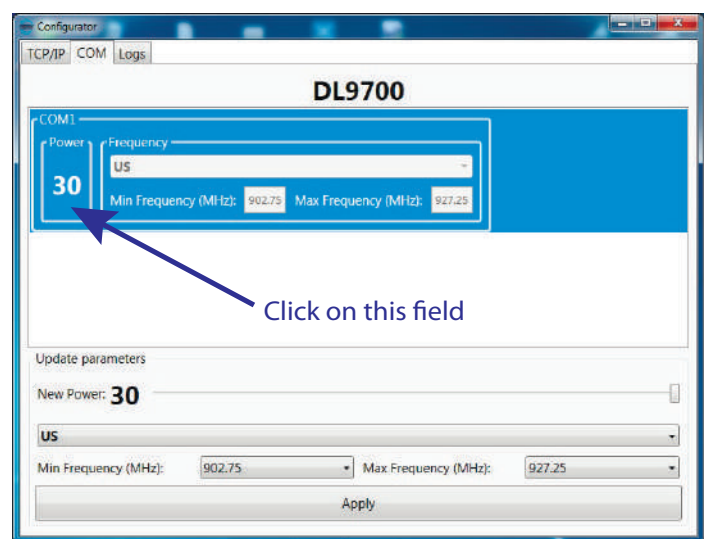 Configurator
TCP/IP COM Logs
DL9700
COM1
Power Frequency
US
30
Min Frequency (MHz): 902.75 Max Frequency (MHz): 927.25
Click on this field
Update parameters
New Power: 30
US
Min Frequency (MHz): 902.75 Max Frequency (MHz): 927.25
Apply